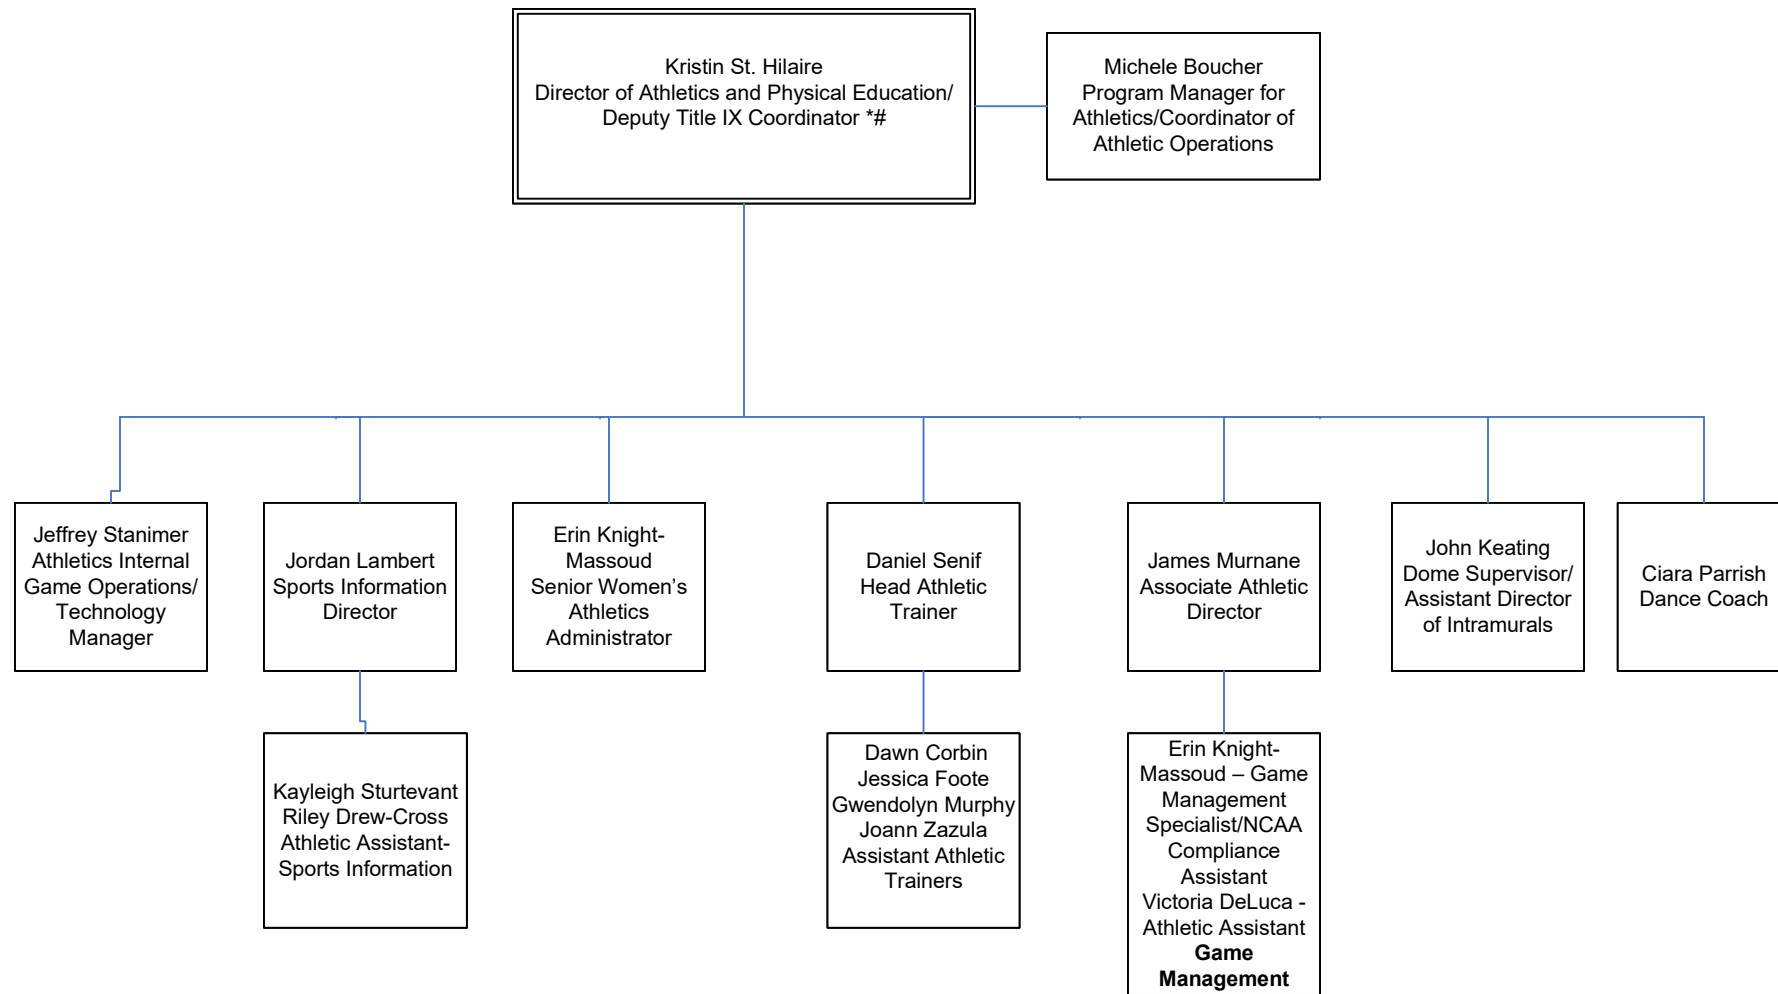 Kristin St. Hilaire
Director of Athletics and Physical Education/
Deputy Title IX Coordinator *#
Michele Boucher
Program Manager for
Athletics/Coordinator of
Athletic Operations
Jeffrey Stanimer
Athletics Internal
Game Operations/
Technology
Manager
Jordan Lambert
Sports Information
Director
Erin Knight-
Massoud
Senior Women’s
Athletics
Administrator
Daniel Senif
Head Athletic
Trainer
James Murnane
Associate Athletic
Director
John Keating
Dome Supervisor/
Assistant Director
of Intramurals
Ciara Parrish
Dance Coach
Kayleigh Sturtevant
Riley Drew-Cross
Athletic Assistant-
Sports Information
Dawn Corbin
Jessica Foote
Gwendolyn Murphy
Joann Zazula
Assistant Athletic
Trainers
Erin Knight-
Massoud – Game
Management
Specialist/NCAA
Compliance
Assistant
Victoria DeLuca -
Athletic Assistant
Game
Management